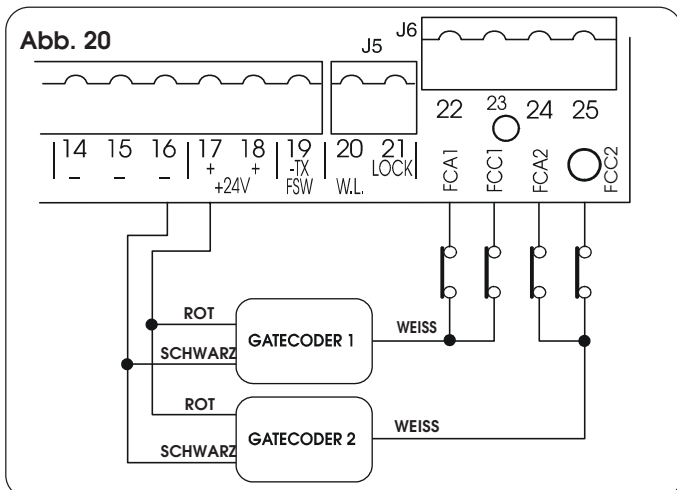 Abb. 20
J5
J6
14 15 16 17 18 19 20 21
22 23 24 25
– – – + + -TX LOCK
+24V FSW W.L.
FCA1 FCC1 FCA2 FCC2
ROT
GATECODER 1
WEISS
SCHWARZ
ROT
GATECODER 2
WEISS
SCHWARZ